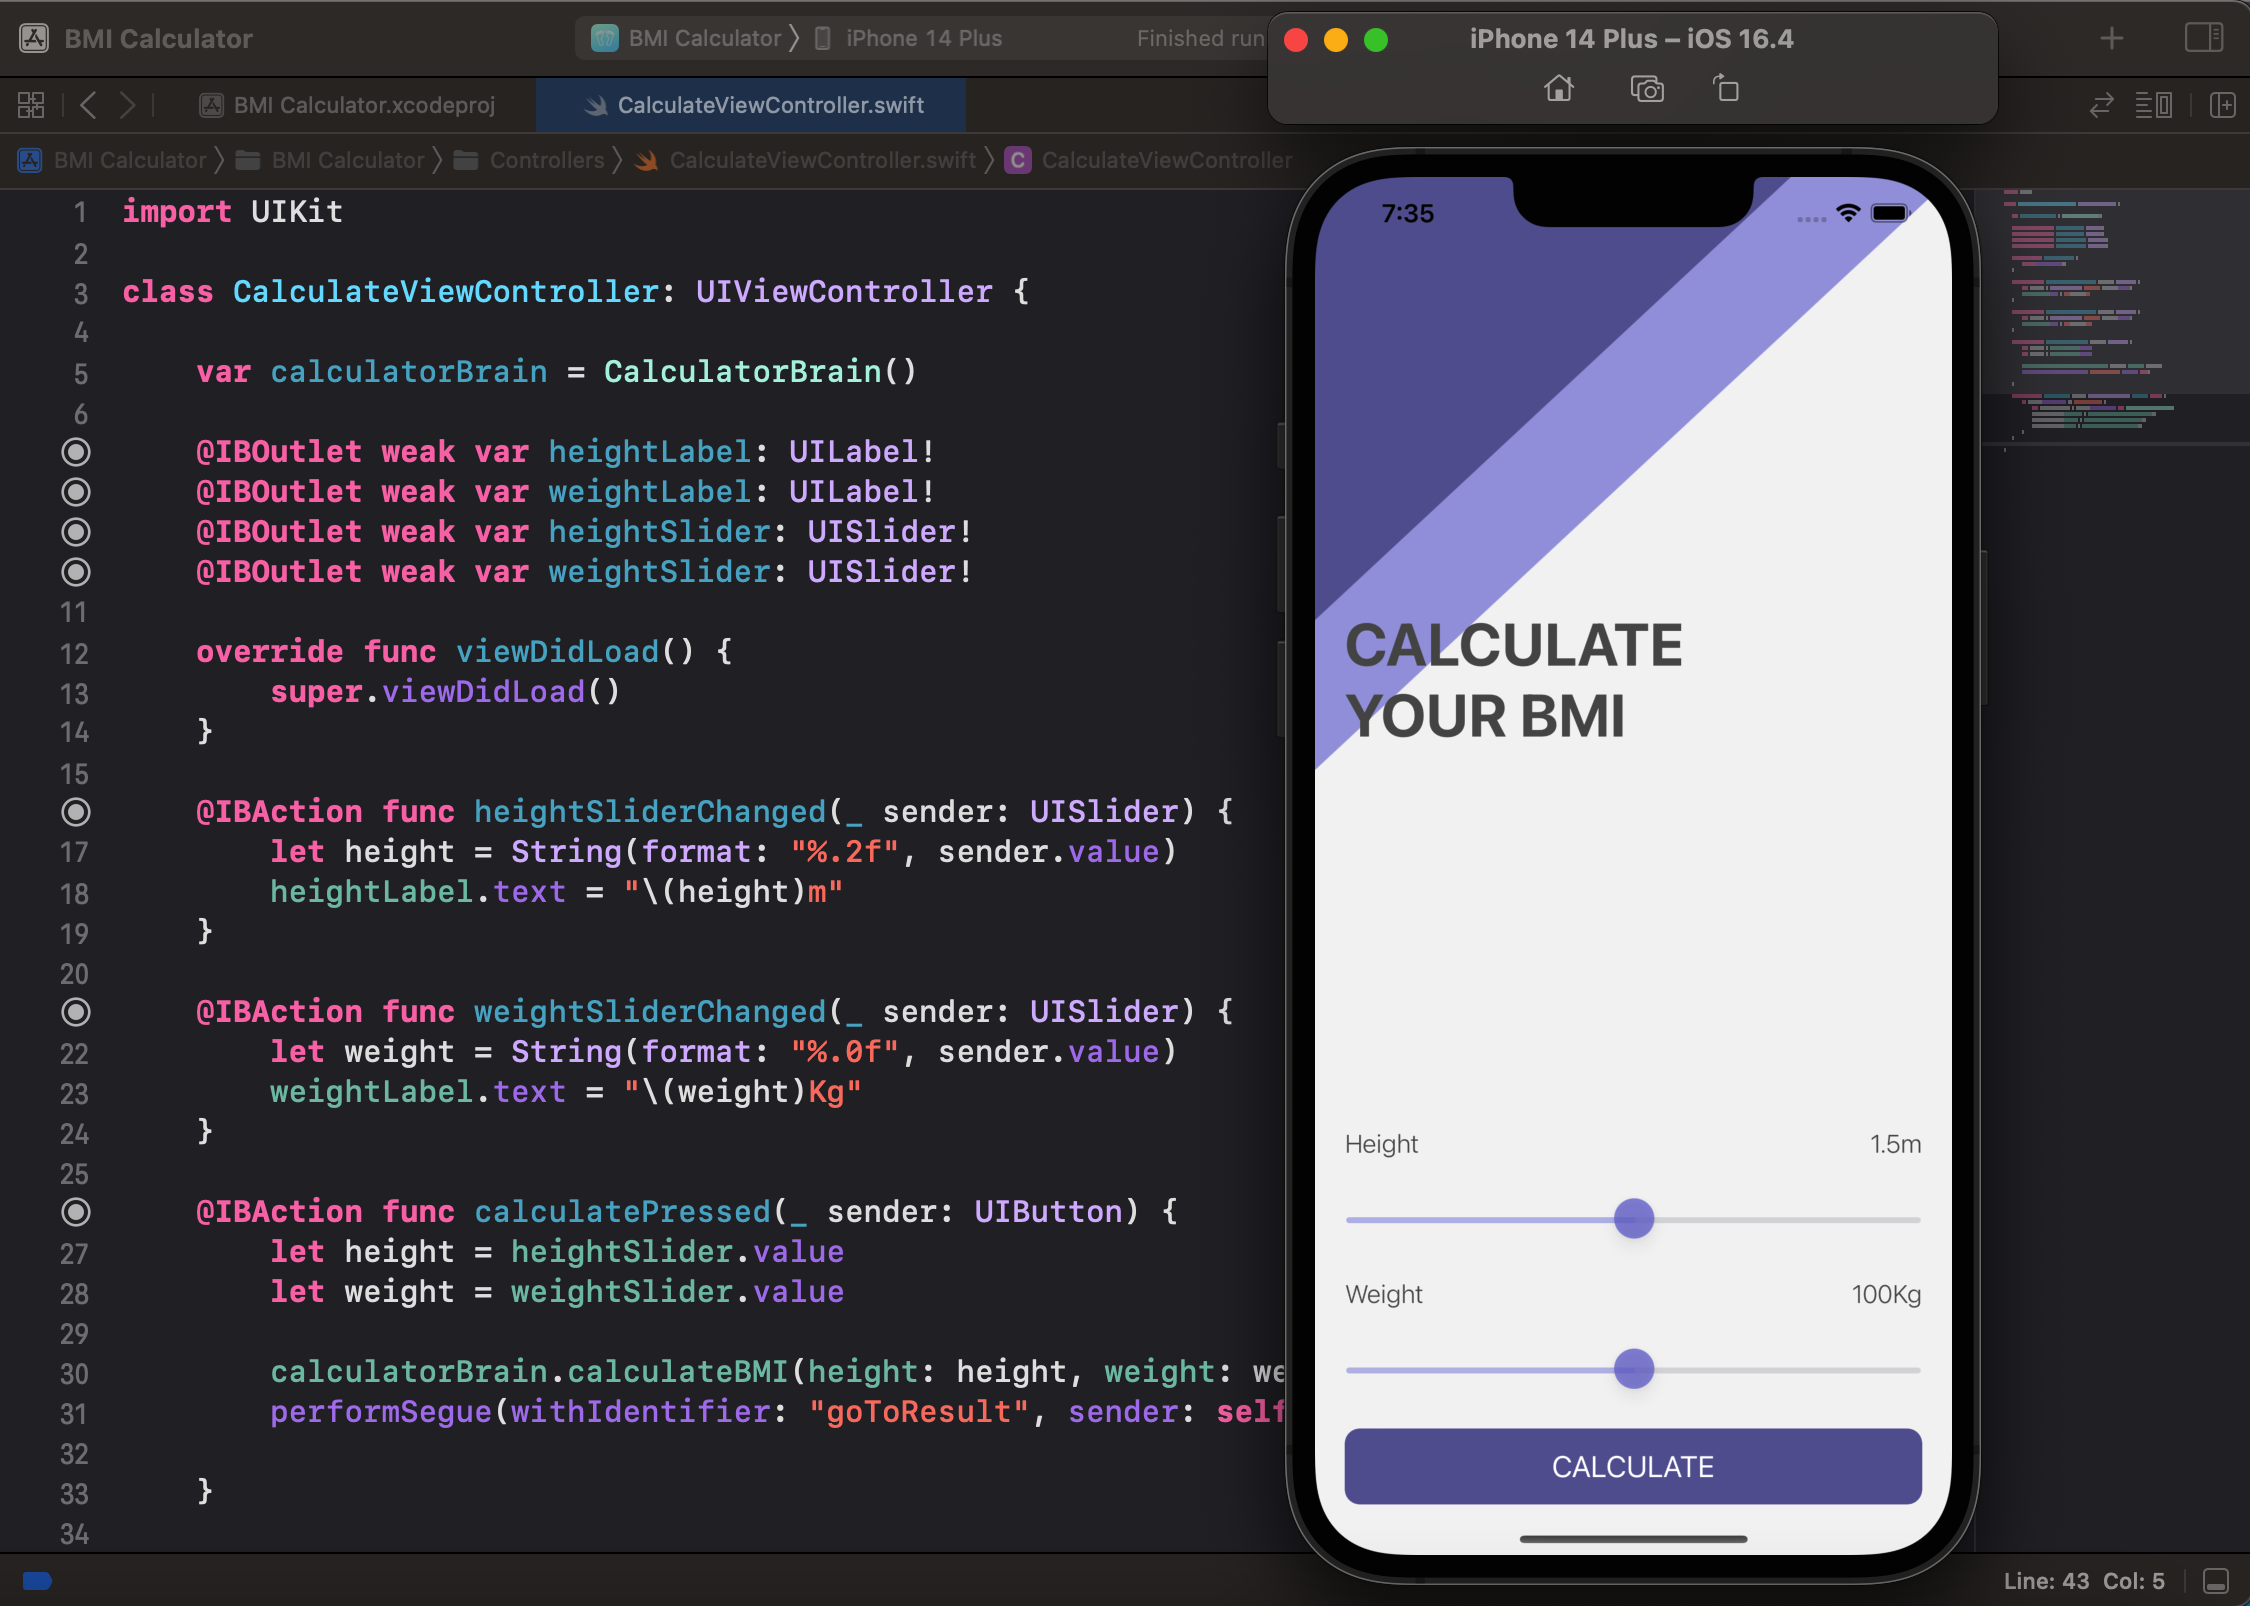 BMI Calculator
BMI Calculator
iPhone 14 Plus
Finished run
iPhone 14 Plus – iOS 16.4
BMI Calculator.xcodeproj
CalculateViewController.swift
BMI Calculator
BMI Calculator
Controllers
CalculateViewController.swift
C
CalculateViewController
1 import UIKit
2
3 class CalculateViewController: UIViewController {
4
5 var calculatorBrain = CalculatorBrain()
6
@IBOutlet weak var heightLabel: UILabel!
@IBOutlet weak var weightLabel: UILabel!
@IBOutlet weak var heightSlider: UISlider!
@IBOutlet weak var weightSlider: UISlider!
11
12 override func viewDidLoad() {
13 super.viewDidLoad()
14 }
15
@IBAction func heightSliderChanged(_ sender: UISlider) {
17 let height = String(format: "%.2f", sender.value)
18 heightLabel.text = "\(height)m"
19 }
20
@IBAction func weightSliderChanged(_ sender: UISlider) {
22 let weight = String(format: "%.0f", sender.value)
23 weightLabel.text = "\(weight)Kg"
24 }
25
@IBAction func calculatePressed(_ sender: UIButton) {
27 let height = heightSlider.value
28 let weight = weightSlider.value
29
30 calculatorBrain.calculateBMI(height: height, weight: we
31 performSegue(withIdentifier: "goToResult", sender: self
32
33 }
34
7:35
CALCULATE
YOUR BMI
Height 1.5m
Weight 100Kg
CALCULATE
Line: 43 Col: 5